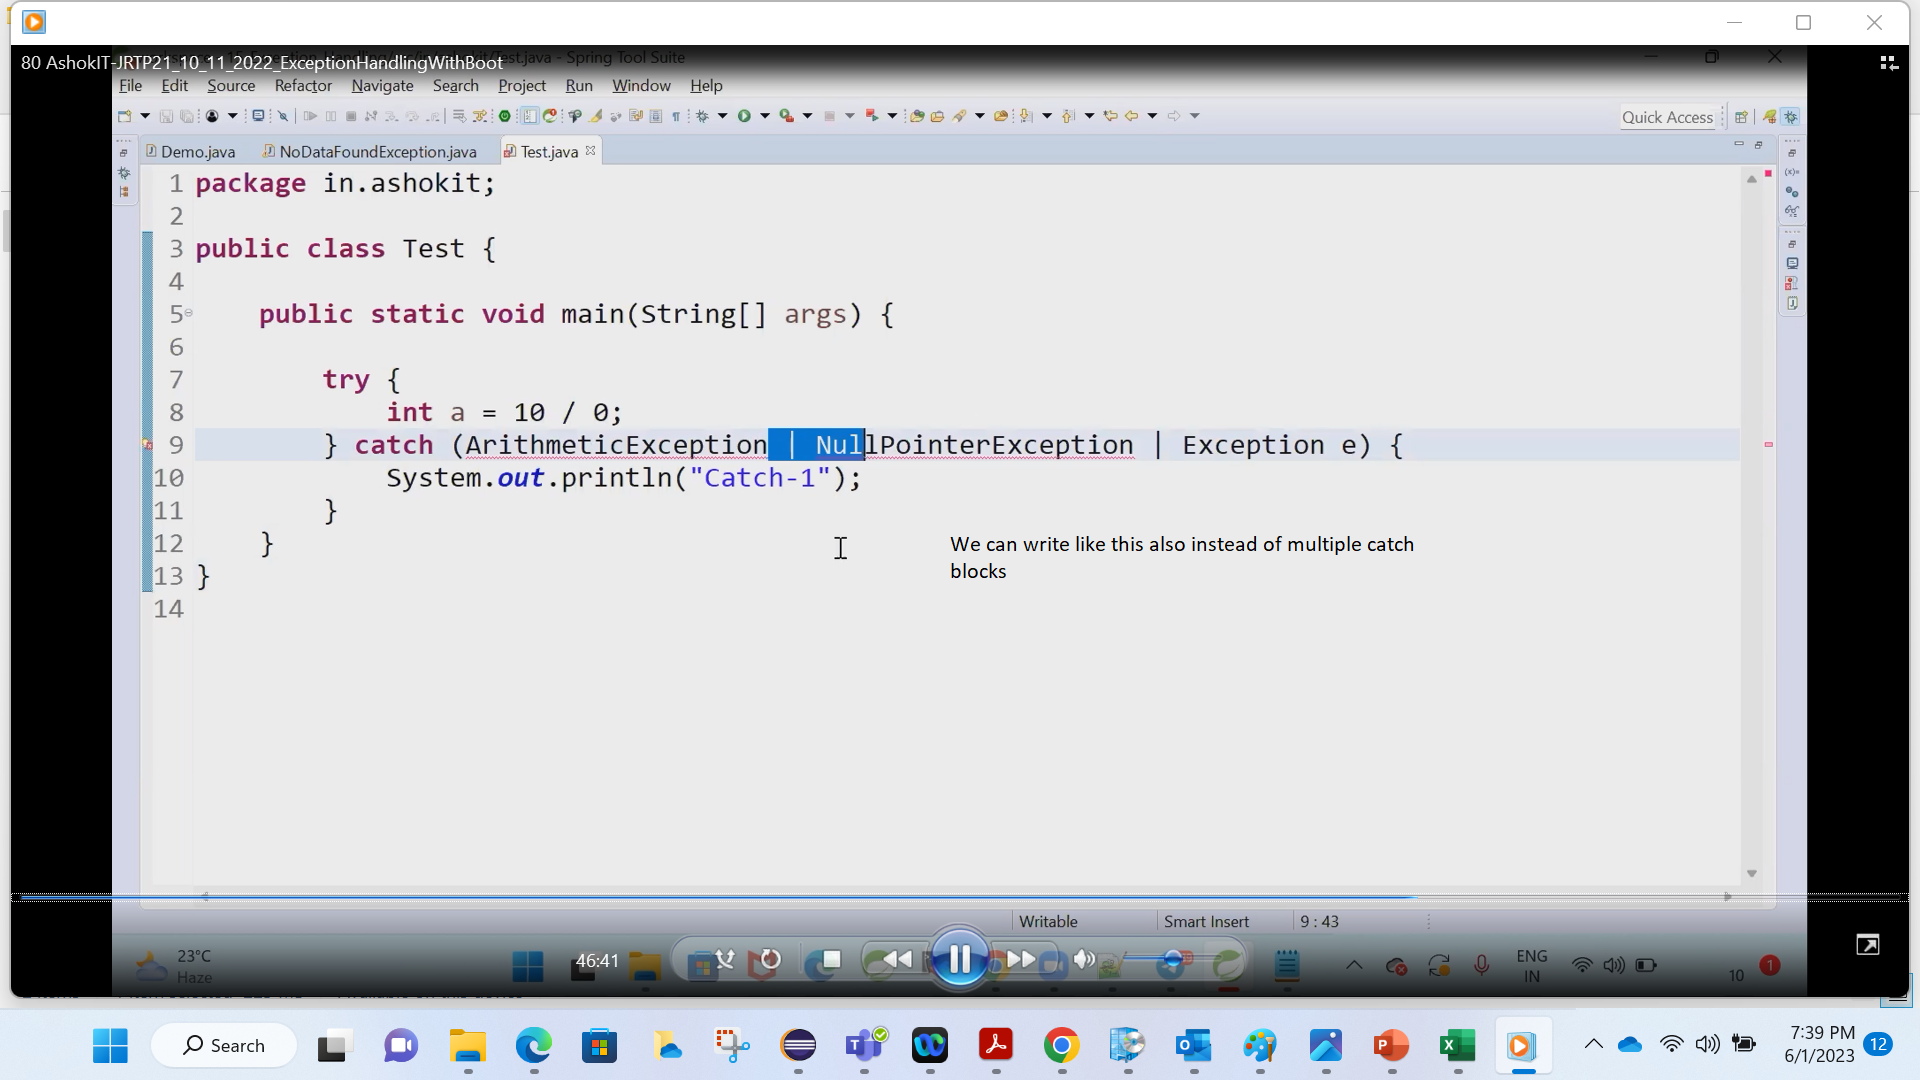 80 AshokIT-JRTP21_10_11_2022_ExceptionHandlingWithBoot
Test.java - Spring Tool Suite
File Edit Source Refactor Navigate Search Project Run Window Help
Quick Access
Demo.java NoDataFoundException.java Test.java
1 package in.ashokit;
2
3 public class Test {
4
5 public static void main(String[] args) {
6
7 try {
8 int a = 10 / 0;
9 } catch (ArithmeticException | NullPointerException | Exception e) {
10 System.out.println("Catch-1");
11 }
12 }
13 }
14
We can write like this also instead of multiple catch
blocks
Writable Smart Insert 9 : 43
23°C
Haze
46:41
ENG
IN
10
1
Search
7:39 PM
6/1/2023
12